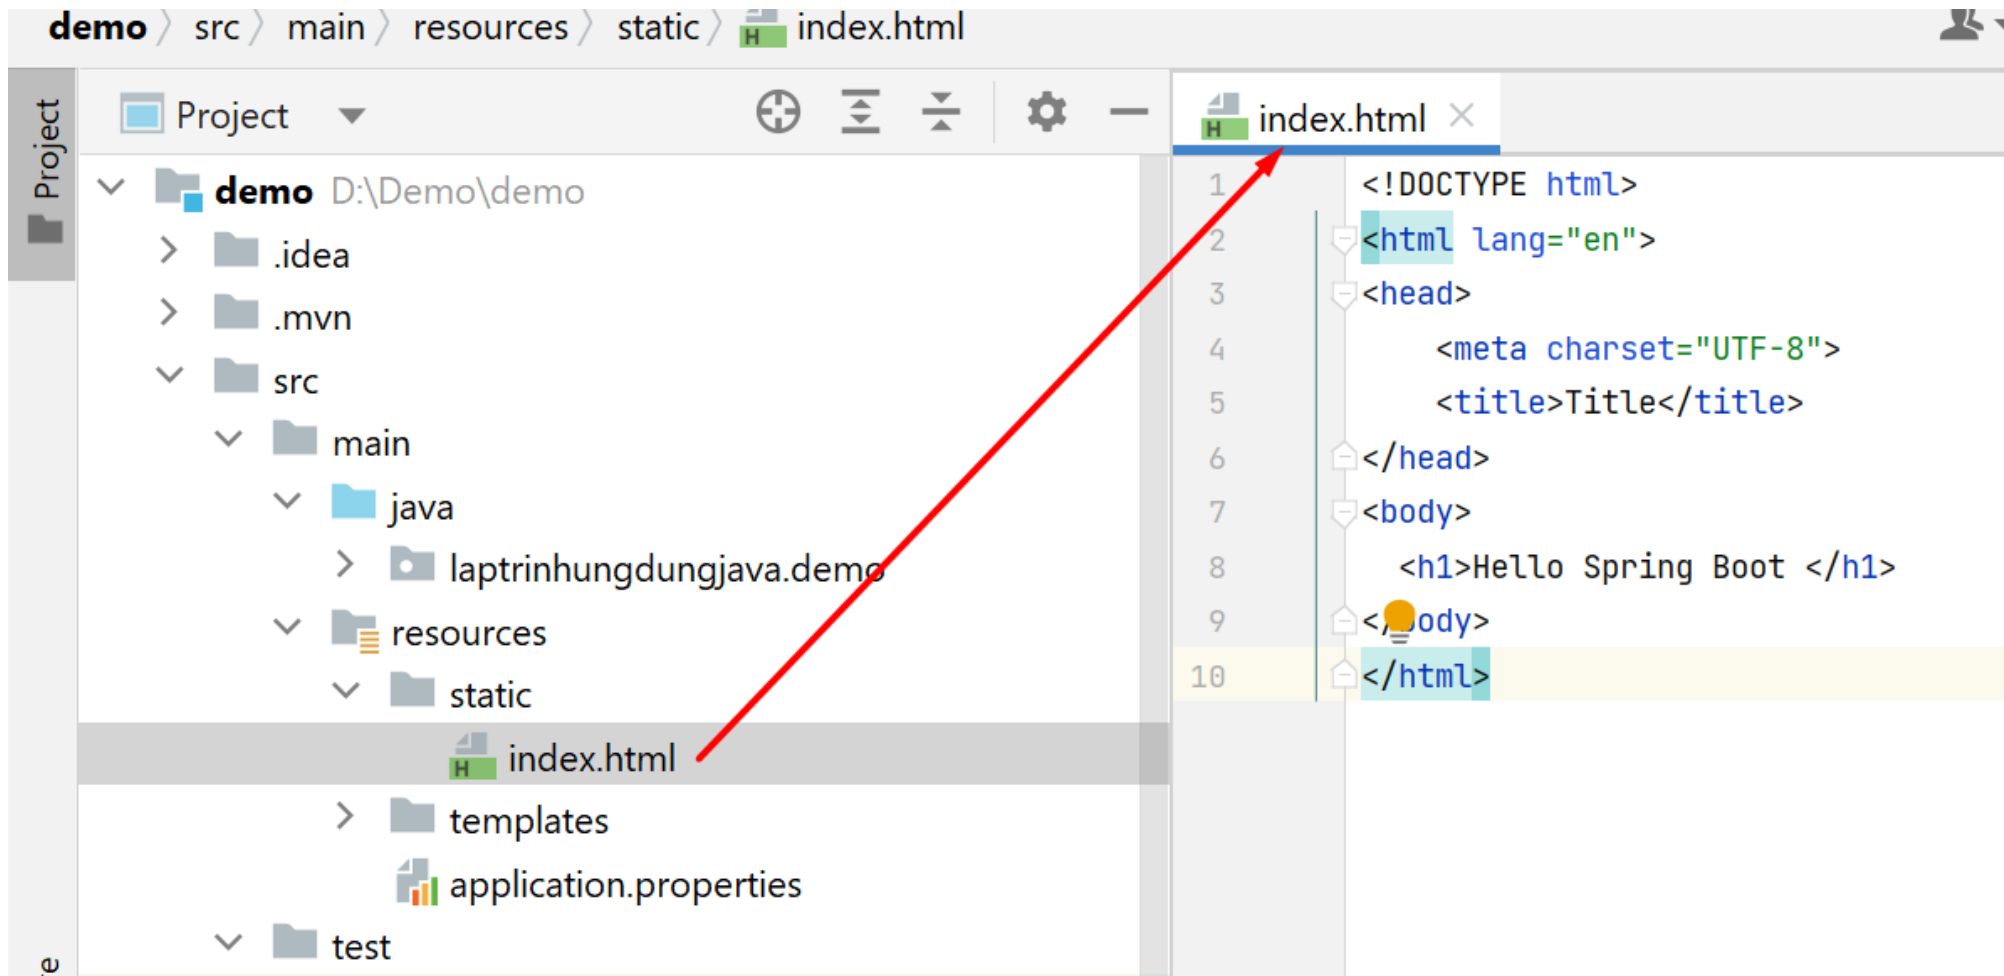 demo src main resources static index.html
Project
Project
index.html
demo D:\Demo\demo
.idea
.mvn
src
main
java
laptrinhungdungjava.demo
resources
static
index.html
templates
application.properties
test
1 <!DOCTYPE html>
2 <html lang="en">
3 <head>
4 <meta charset="UTF-8">
5 <title>Title</title>
6 </head>
7 <body>
8 <h1>Hello Spring Boot </h1>
9
10 </html>